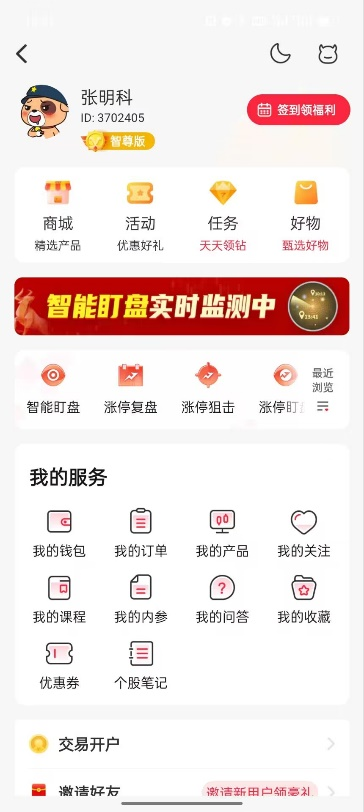 张明科
ID: 3702405
智尊版
签到领福利
商城
活动
任务
好物
精选产品
优惠好礼
天天领钻
甄选好物
智能盯盘实时监测中
最近
浏览
智能盯盘
涨停复盘
涨停狙击
涨停盯
我的服务
我的钱包
我的订单
我的产品
我的关注
我的课程
我的内参
我的问答
我的收藏
优惠券
个股笔记
交易开户
邀请好友
邀请新用户领豪礼